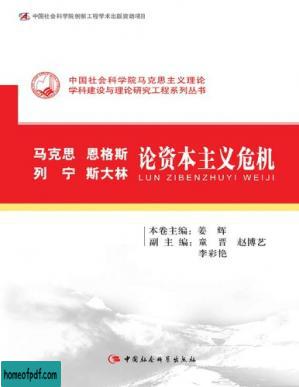 中国社会科学院创新工程学术出版资助项目
中国社会科学院马克思主义理论
学科建设与理论研究工程系列丛书
马克思 恩格斯
列 宁 斯大林
论资本主义危机
LUN ZIBENZHUYI WEIJI
本卷主编：姜 辉
副 主 编：童 晋 赵博艺
李彩艳
中国社会科学出版社
homeofpdf.com